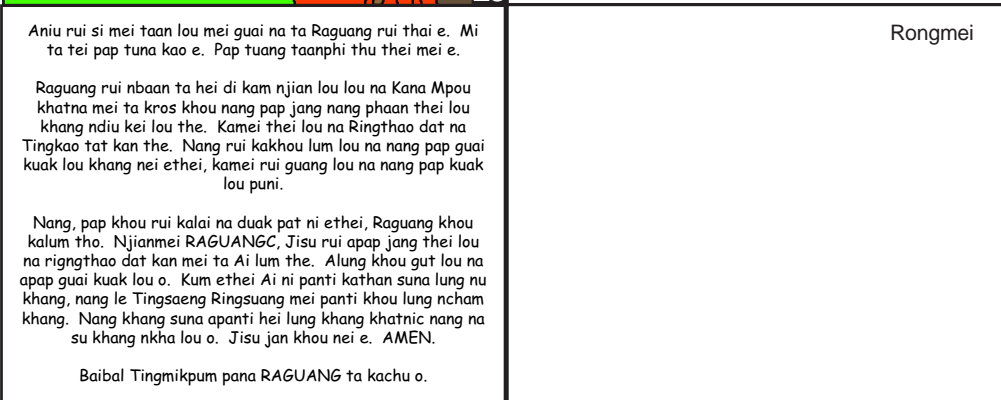 Aniu rui si mei taan lou mei guai na ta Raguang rui thai e. Mi
ta tei pap tuna kao e. Pap tuang taanphi thu thei mei e.
Raguang rui nbaan ta hei di kam njian lou lou na Kana Mpou
khatna mei ta kros khou nang pap jang nang phaan thei lou
khang ndiu kei lou the. Kamei thei lou na Ringthao dat na
Tingkao tat kan the. Nang rui kakhou lum lou na nang pap guai
kuak lou khang nei ethei, kamei rui guang lou na nang pap kuak
lou puni.
Nang, pap khou rui kalai na duak pat ni ethei, Raguang khou
kalum tho. Njianmei RAGUANGC, Jisu rui apap jang thei lou
na rigngthao dat kan mei ta Ai lum the. Alung khou gut lou na
apap guai kuak lou o. Kum ethei Ai ni panti kathan suna lung nu
khang, nang le Tingsaeng Ringsuang mei panti khou lung ncham
khang. Nang khang suna apanti hei lung khang khatnic nang na
su khang nkha lou o. Jisu jan khou nei e. AMEN.
Baibal Tingmikpum pana RAGUANG ta kachu o.
Rongmei